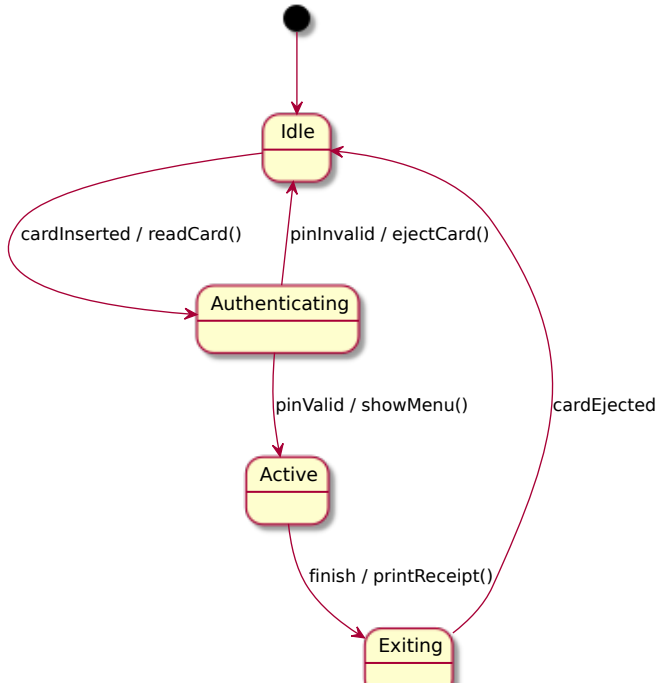 Idle
cardInserted / readCard()
pinInvalid / ejectCard()
Authenticating
pinValid / showMenu()
cardEjected
Active
finish / printReceipt()
Exiting